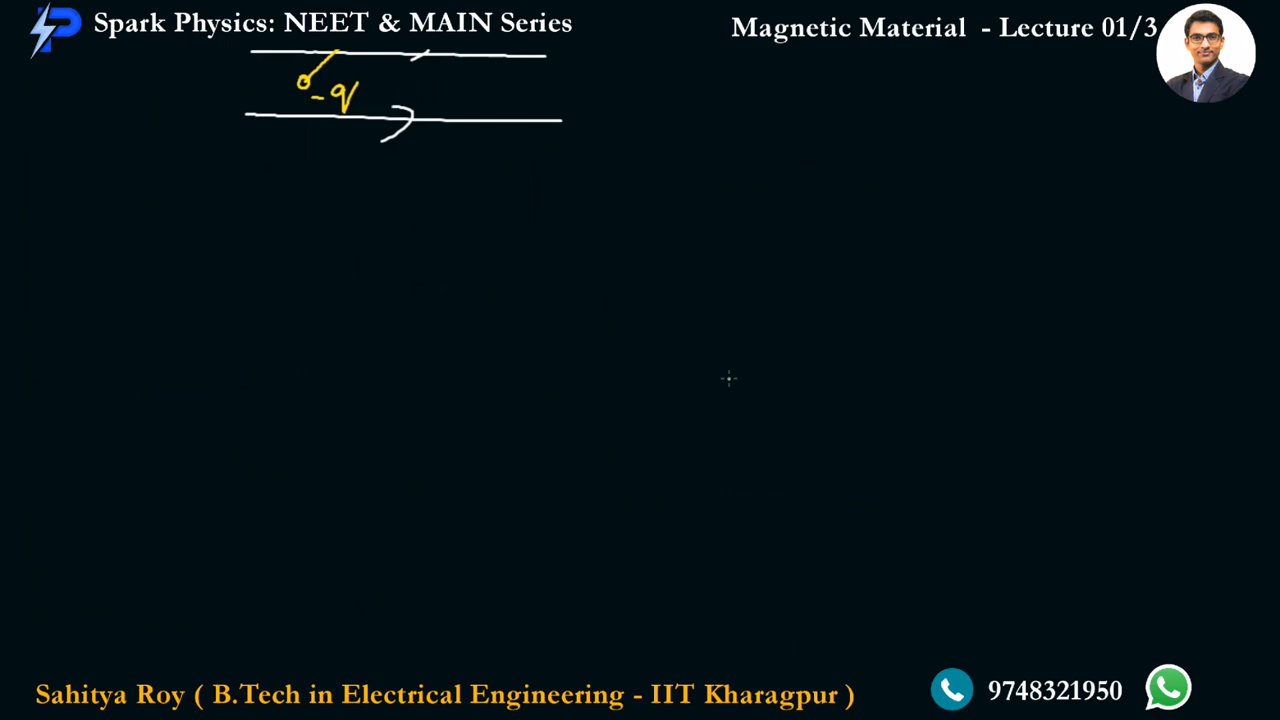 Spark Physics: NEET & MAIN Series
Magnetic Material - Lecture 01/3
-q
Sahitya Roy ( B.Tech in Electrical Engineering - IIT Kharagpur )
9748321950